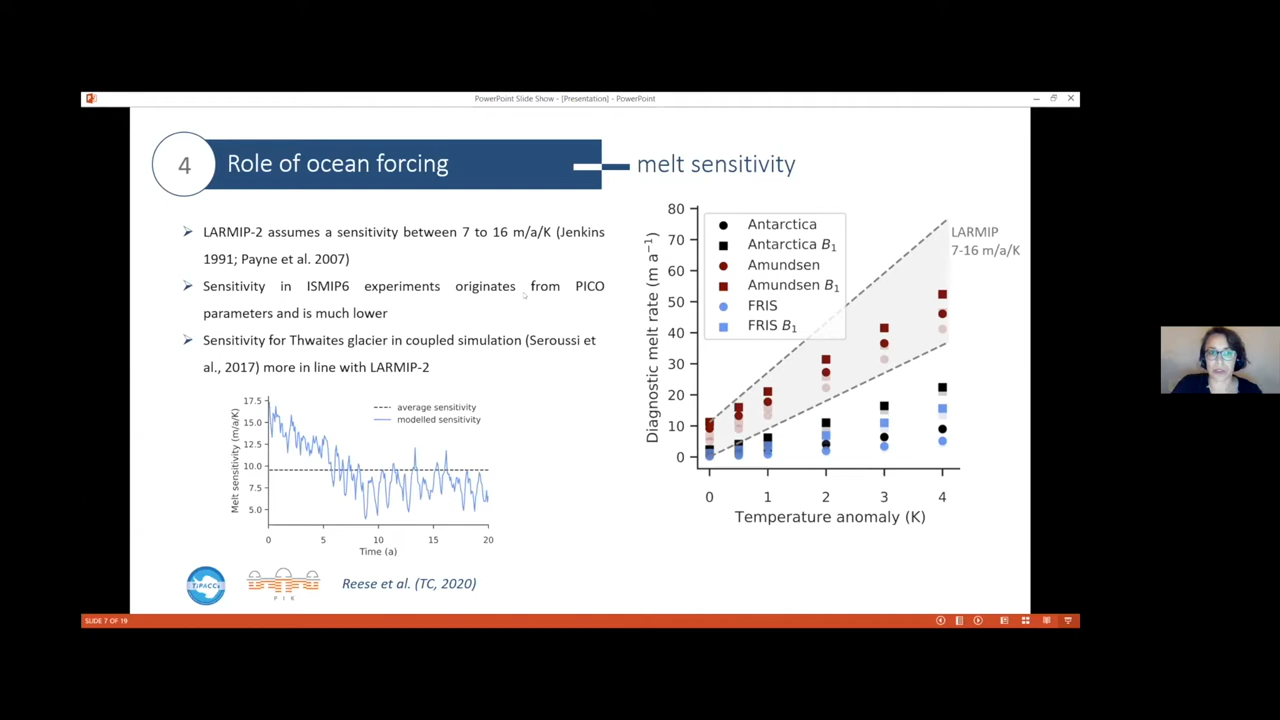 PowerPoint Slide Show - [Presentation] - PowerPoint
4
Role of ocean forcing
melt sensitivity
LARMIP-2 assumes a sensitivity between 7 to 16 m/a/K (Jenkins
1991; Payne et al. 2007)
Sensitivity in ISMIP6 experiments originates from PICO
parameters and is much lower
Sensitivity for Thwaites glacier in coupled simulation (Seroussi et
al., 2017) more in line with LARMIP-2
17.5
15.0
12.5
10.0
7.5
5.0
Melt sensitivity (m/a/K)
average sensitivity
modelled sensitivity
0 5 10 15 20
Time (a)
TiPACCs
PIK
Reese et al. (TC, 2020)
80
70
60
50
40
30
20
10
0
Diagnostic melt rate (m a⁻¹)
Antarctica
Antarctica B₁
Amundsen
Amundsen B₁
FRIS
FRIS B₁
LARMIP
7-16 m/a/K
0 1 2 3 4
Temperature anomaly (K)
SLIDE 7 OF 19